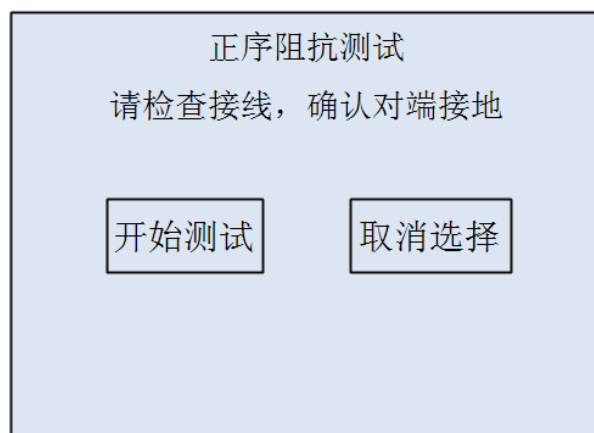 正序阻抗测试
请检查接线，确认对端接地
开始测试
取消选择